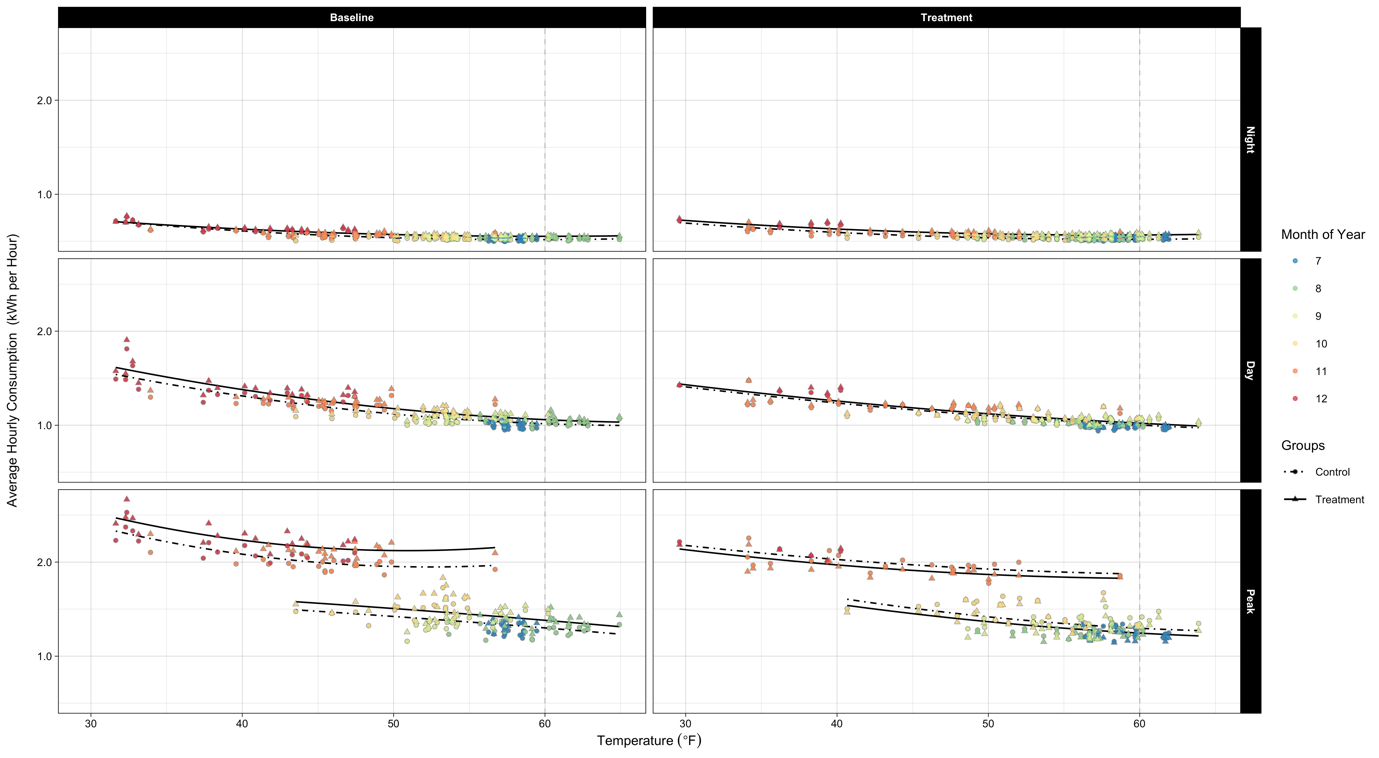 Baseline
Treatment
Average Hourly Consumption (kWh per Hour)
2.0
1.0
Night
2.0
1.0
Day
2.0
1.0
Peak
30 40 50 60
30 40 50 60
Temperature (°F)
Month of Year
7
8
9
10
11
12
Groups
Control
Treatment